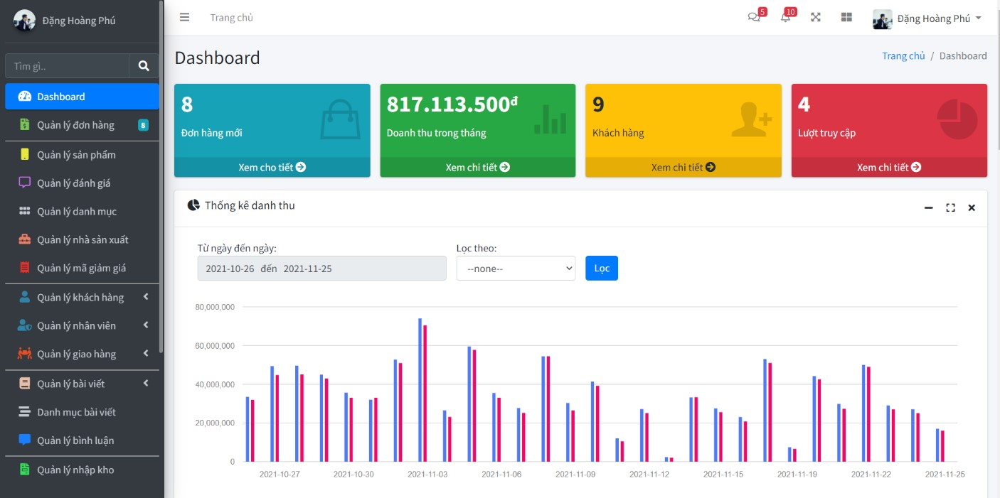 Đặng Hoàng Phú
Tìm gì..
Dashboard
Quản lý đơn hàng 8
Quản lý sản phẩm
Quản lý đánh giá
Quản lý danh mục
Quản lý nhà sản xuất
Quản lý mã giảm giá
Quản lý khách hàng
Quản lý nhân viên
Quản lý giao hàng
Quản lý bài viết
Danh mục bài viết
Quản lý bình luận
Quản lý nhập kho
Trang chủ
5 10 Đặng Hoàng Phú
Dashboard
Trang chủ / Dashboard
8
Đơn hàng mới
Xem cho tiết
817.113.500đ
Doanh thu trong tháng
Xem chi tiết
9
Khách hàng
Xem chi tiết
4
Lượt truy cập
Xem chi tiết
Thống kê danh thu
Từ ngày đến ngày: Lọc theo:
2021-10-26 đến 2021-11-25 --none-- Lọc
80,000,000
60,000,000
40,000,000
20,000,000
0
2021-10-27 2021-10-30 2021-11-03 2021-11-06 2021-11-09 2021-11-12 2021-11-15 2021-11-19 2021-11-22 2021-11-25